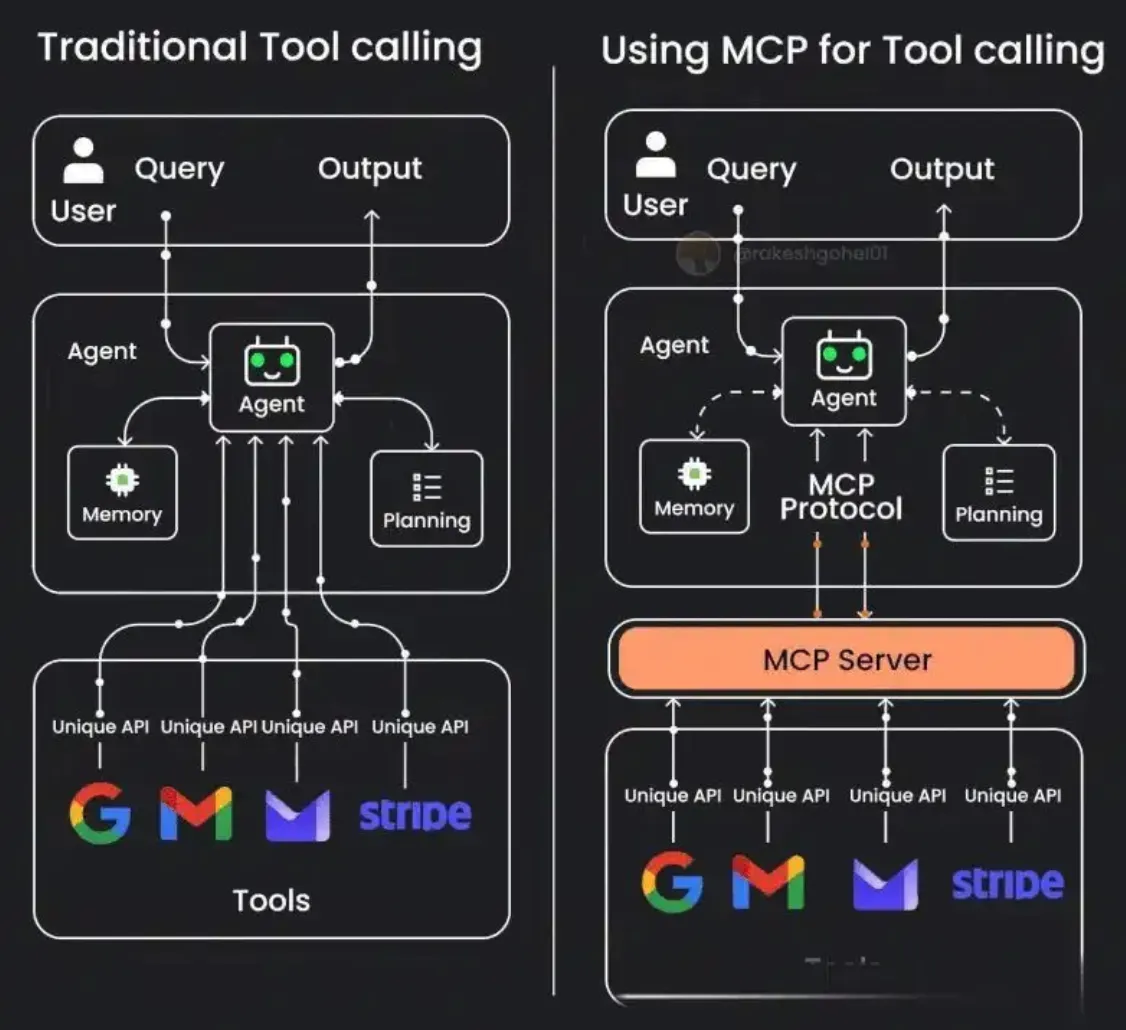 Traditional Tool calling
User
Query
Output
Agent
Agent
Memory
Planning
Unique API
Unique API
Unique API
Unique API
stripe
Tools
Using MCP for Tool calling
User
Query
Output
@rakeshgohel01
Agent
Agent
Memory
MCP
Protocol
Planning
MCP Server
Unique API
Unique API
Unique API
Unique API
stripe